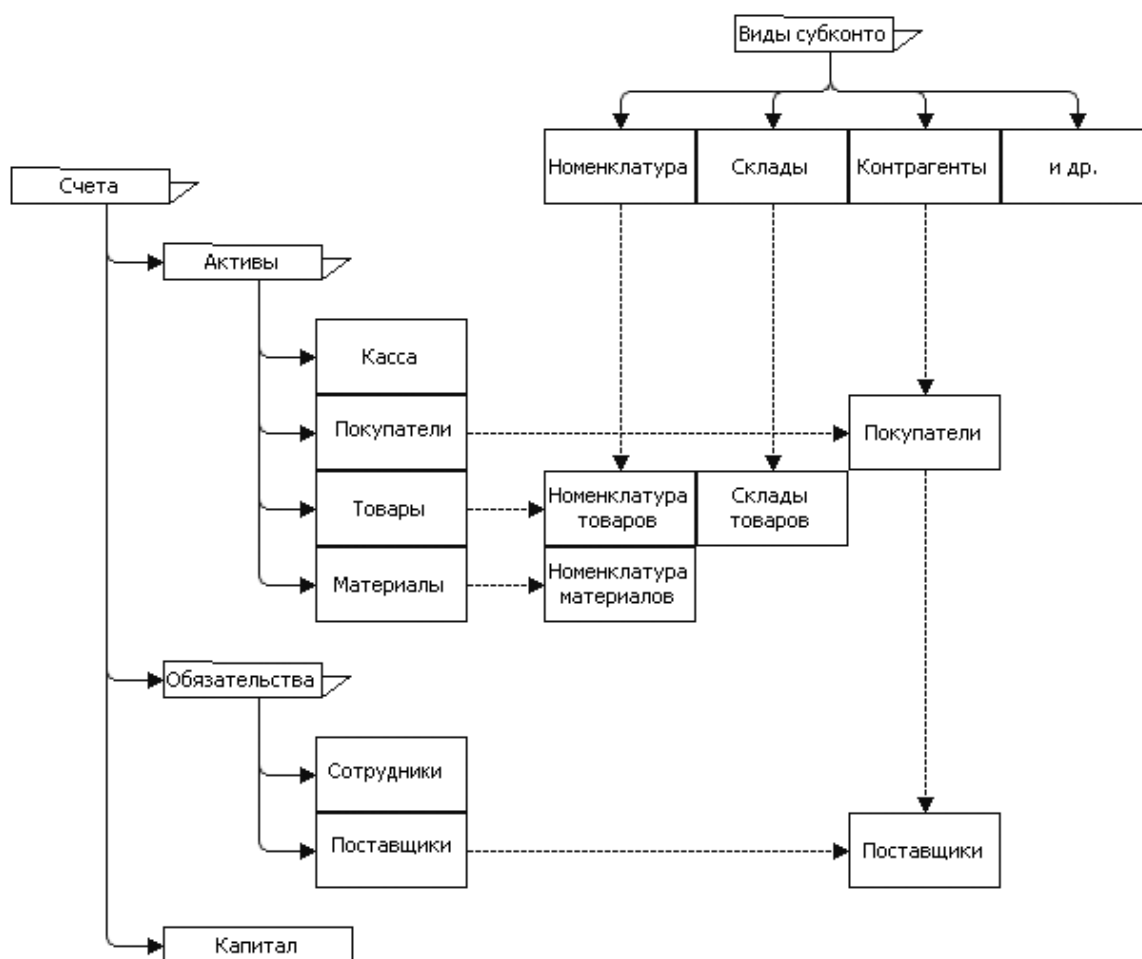 Виды субконто
Номенклатура
Склады
Контрагенты
и др.
Счета
Активы
Касса
Покупатели
Покупатели
Товары
Номенклатура
товаров
Склады
товаров
Материалы
Номенклатура
материалов
Обязательства
Сотрудники
Поставщики
Поставщики
Капитал